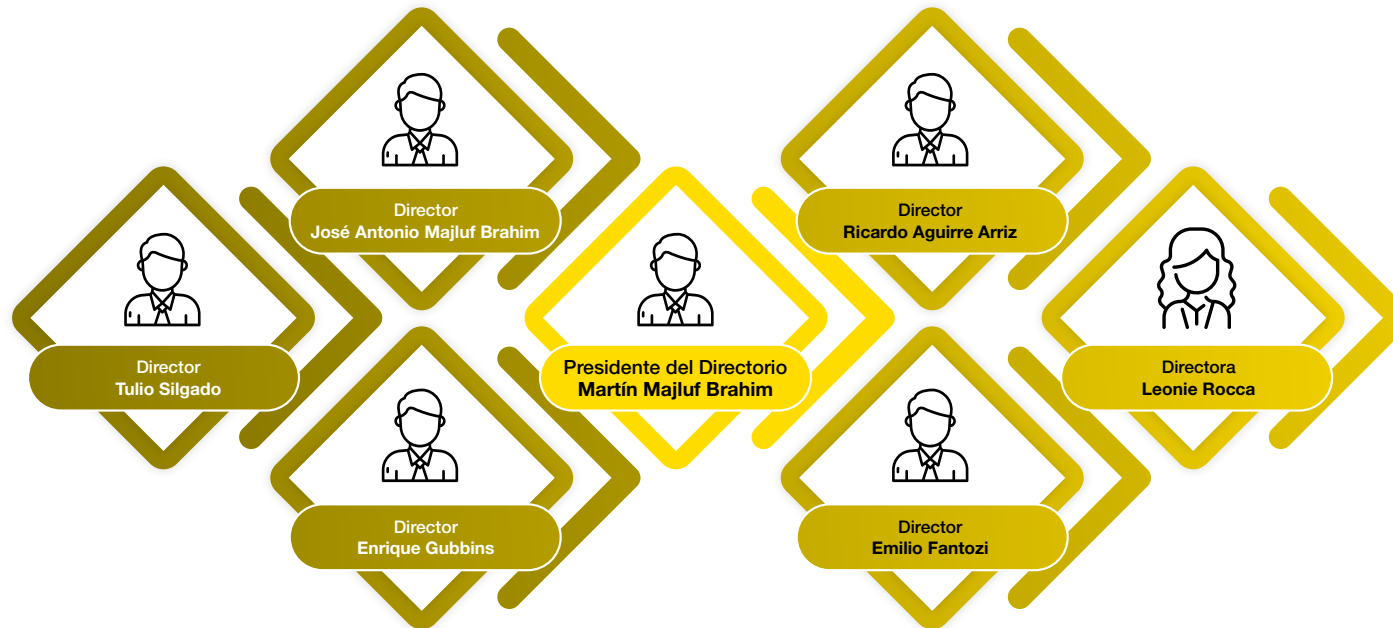 Director
José Antonio Majluf Brahim
Director
Ricardo Aguirre Arriz
Director
Tulio Silgado
Presidente del Directorio
Martín Majluf Brahim
Directora
Leonie Rocca
Director
Enrique Gubbins
Director
Emilio Fantozi